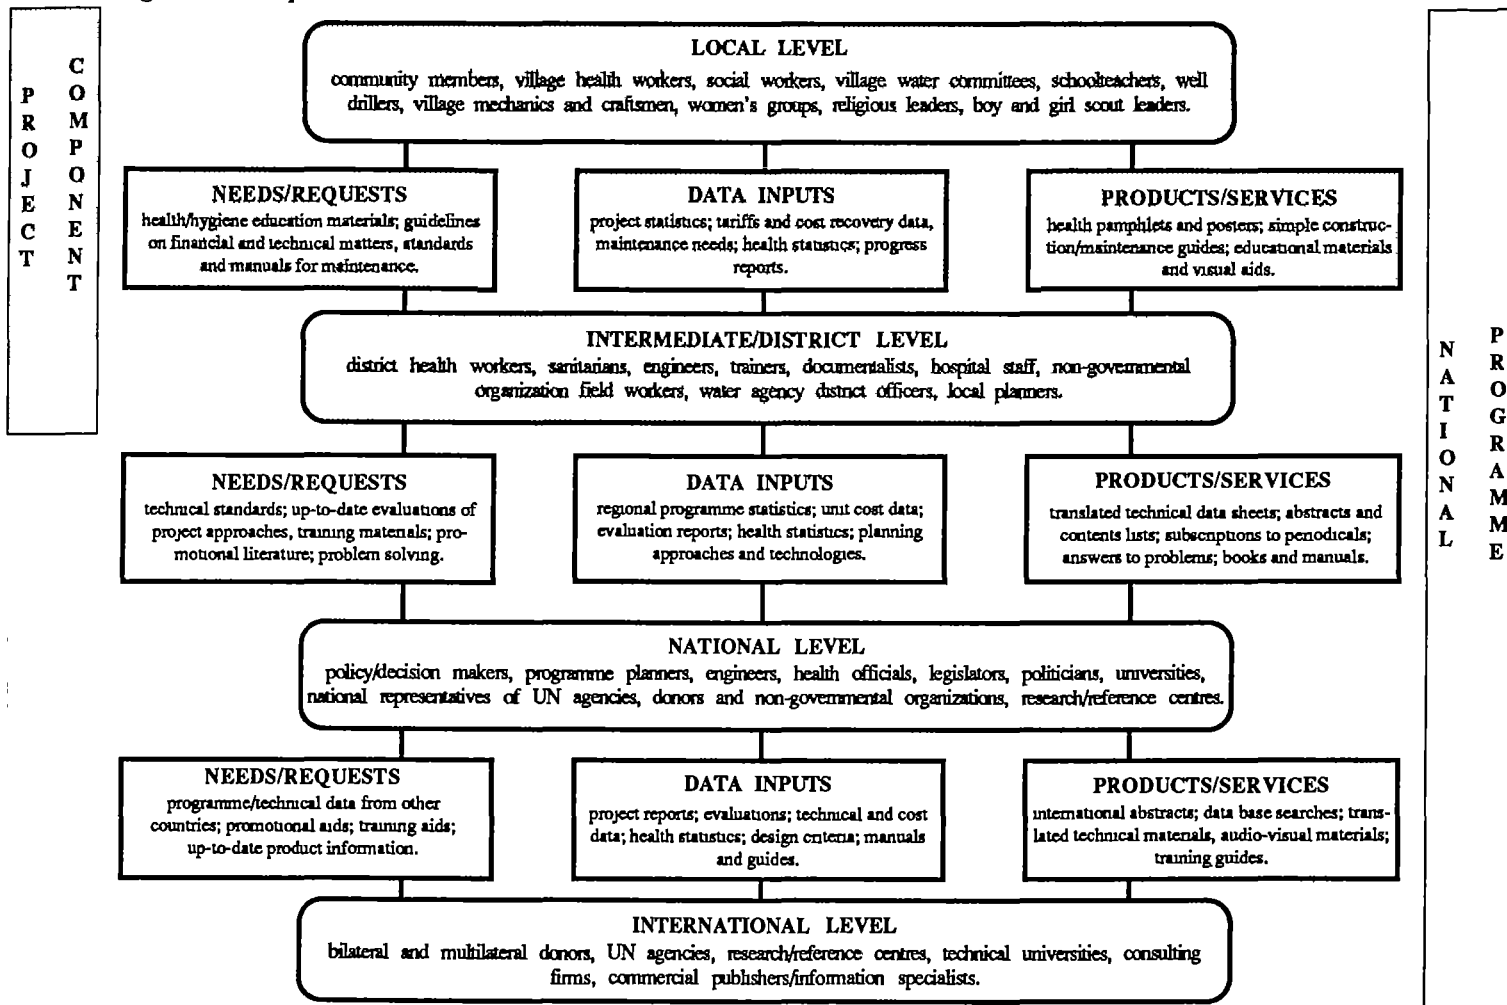 PROJECT
COMPONENT
LOCAL LEVEL
community members, village health workers, social workers, village water committees, schoolteachers, well
drillers, village mechanics and craftsmen, women's groups, religious leaders, boy and girl scout leaders.
NEEDS/REQUESTS
health/hygiene education materials; guidelines
on financial and technical matters, standards
and manuals for maintenance.
DATA INPUTS
project statistics; tariffs and cost recovery data,
maintenance needs; health statistics; progress
reports.
PRODUCTS/SERVICES
health pamphlets and posters; simple construc-
tion/maintenance guides; educational materials
and visual aids.
INTERMEDIATE/DISTRICT LEVEL
district health workers, sanitarians, engineers, trainers, documentalists, hospital staff, non-governmental
organization field workers, water agency district officers, local planners.
NEEDS/REQUESTS
technical standards; up-to-date evaluations of
project approaches, training materials; pro-
motional literature; problem solving.
DATA INPUTS
regional programme statistics; unit cost data;
evaluation reports; health statistics; planning
approaches and technologies.
PRODUCTS/SERVICES
translated technical data sheets; abstracts and
contents lists; subscriptions to periodicals;
answers to problems; books and manuals.
NATIONAL LEVEL
policy/decision makers, programme planners, engineers, health officials, legislators, politicians, universities,
national representatives of UN agencies, donors and non-governmental organizations, research/reference centres.
NEEDS/REQUESTS
programme/technical data from other
countries; promotional aids; training aids;
up-to-date product information.
DATA INPUTS
project reports; evaluations; technical and cost
data; health statistics; design criteria; manuals
and guides.
PRODUCTS/SERVICES
international abstracts; data base searches; trans-
lated technical materials, audio-visual materials;
training guides.
INTERNATIONAL LEVEL
bilateral and multilateral donors, UN agencies, research/reference centres, technical universities, consulting
firms, commercial publishers/information specialists.
NATIONAL
PROGRAMME